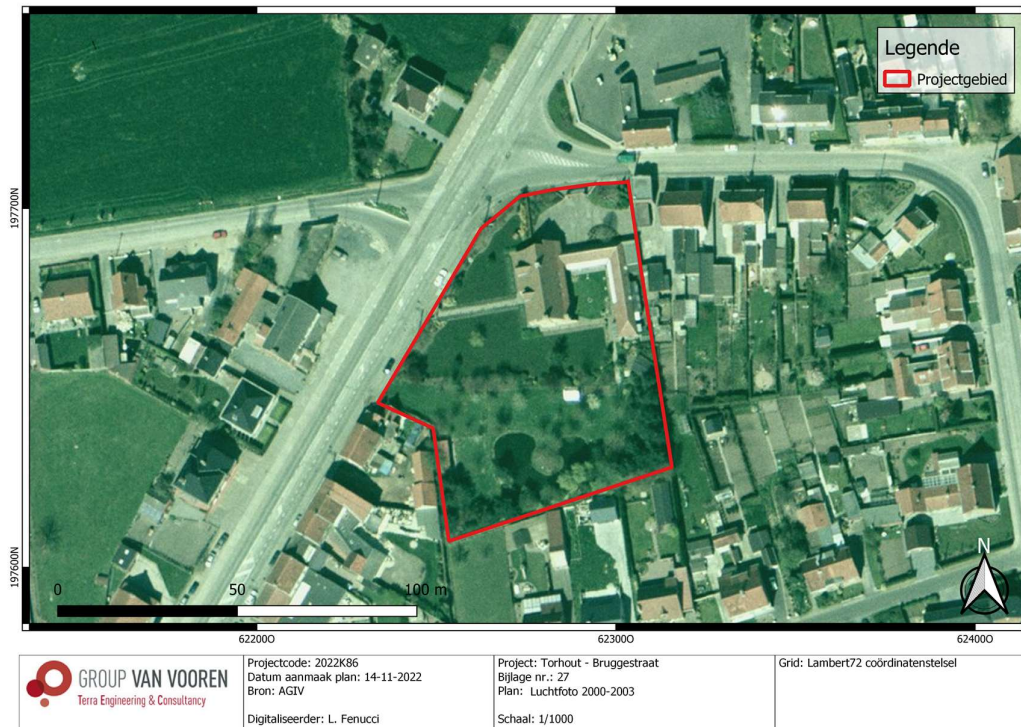 Legende
Projectgebied
197700N
197600N
N
0 50 100 m
622000 623000 624000
GROUP VAN VOOREN
Terra Engineering & Consultancy
Projectcode: 2022K86
Datum aanmaak plan: 14-11-2022
Bron: AGIV
Digitaliseerder: L. Fenucci
Project: Torhout - Bruggestraat
Bijlage nr.: 27
Plan: Luchtfoto 2000-2003
Schaal: 1/1000
Grid: Lambert72 coördinatenstelsel